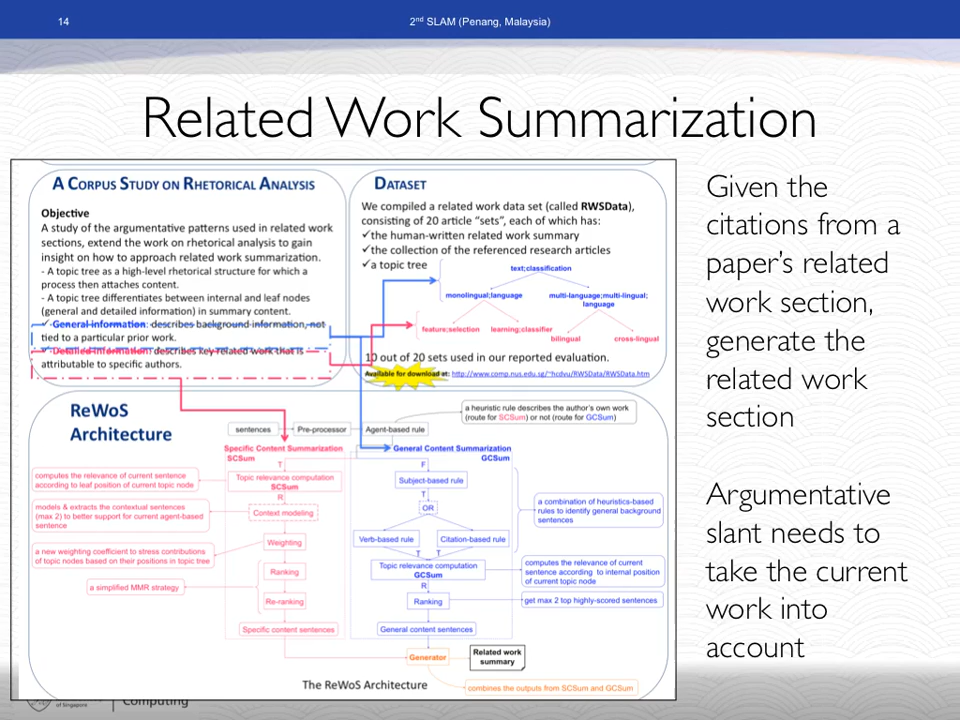 14
2nd SLAM (Penang, Malaysia)
Related Work Summarization
A CORPUS STUDY ON RHETORICAL ANALYSIS
Objective
A study of the argumentative patterns used in related work
sections, extend the work on rhetorical analysis to gain
insight on how to approach related work summarization.
- A topic tree as a high-level rhetorical structure for which a
process then attaches content.
- A topic tree differentiates between internal and leaf nodes
(general and detailed information) in summary content.
✓-General information: describes background information, not
tied to a particular prior work.
✓-Detailed information: describes key related work that is
attributable to specific authors.
DATASET
We compiled a related work data set (called RWSData),
consisting of 20 article "sets", each of which has:
✓the human-written related work summary
✓the collection of the referenced research articles
✓a topic tree
text;classification
monolingual;language
multi-language;multi-lingual;
language
feature;selection
learning;classifier
bilingual
cross-lingual
10 out of 20 sets used in our reported evaluation.
Available for download at: http://www.comp.nus.edu.sg/~hcdvu/RWSData/RWSData.htm
ReWoS
Architecture
a heuristic rule describes the author's own work
(route for SCSum) or not (route for GCSum)
sentences
Pre-processor
Agent-based rule
Specific Content Summarization
SCSum
General Content Summarization
GCSum
T
F
computes the relevance of current sentence
according to leaf position of current topic node
Topic relevance computation
SCSum
Subject-based rule
R
T
models & extracts the contextual sentences
(max 2) to better support for current agent-based
sentence
Context modeling
OR
a combination of heuristics-based
rules to identify general background
sentences
Weighting
Verb-based rule
Citation-based rule
T
T
a new weighting coefficient to stress contributions
of topic nodes based on their positions in topic tree
Ranking
Topic relevance computation
GCSum
computes the relevance of current
sentence according to internal position
of current topic node
a simplified MMR strategy
R
Re-ranking
Ranking
get max 2 top highly-scored sentences
Specific content sentences
General content sentences
Generator
Related work
summary
The ReWoS Architecture
combines the outputs from SCSum and GCSum
Given the
citations from a
paper's related
work section,
generate the
related work
section
Argumentative
slant needs to
take the current
work into
account
of Singapore
Computing